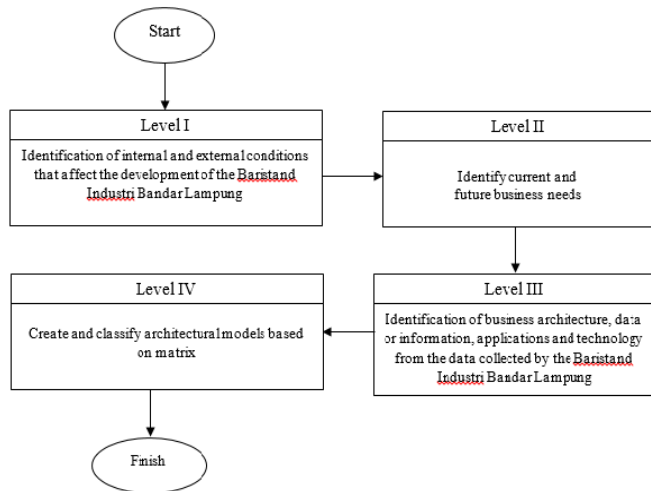 Start
Level I
Identification of internal and external conditions
that affect the development of the Baristand
Industri Bandar Lampung
Level II
Identify current and
future business needs
Level III
Identification of business architecture, data
or information, applications and technology
from the data collected by the Baristand
Industri Bandar Lampung
Level IV
Create and classify architectural models based
on matrix
Finish